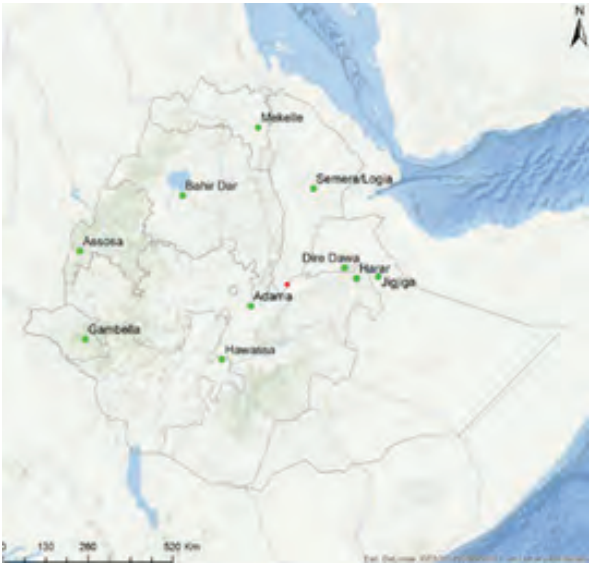 N
Mekelle
Semera/Logia
Bahir Dar
Assosa
Dire Dawa
Harar
Jigjiga
Adama
Gambella
Hawassa
0 130 260 520 Km